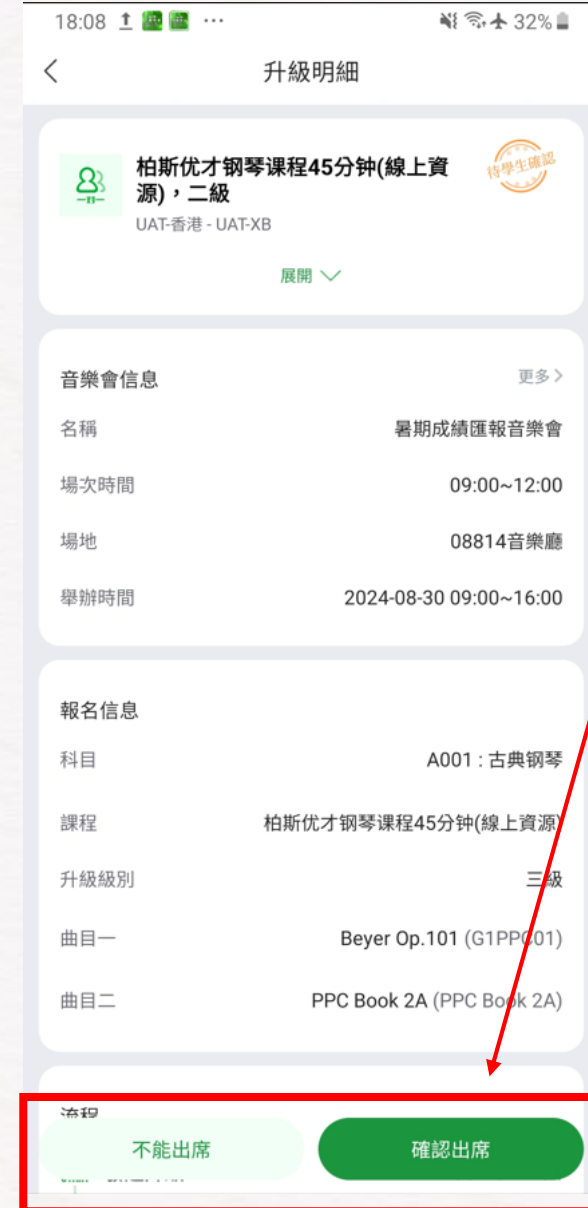 18:08 ··· 32%
升級明細
柏斯优才钢琴课程45分钟(線上資
源)，二級
待學生確認
UAT-香港 - UAT-XB
展開
音樂會信息 更多
名稱 暑期成績匯報音樂會
場次時間 09:00~12:00
場地 08814音樂廳
舉辦時間 2024-08-30 09:00~16:00
報名信息
科目 A001 : 古典钢琴
課程 柏斯优才钢琴课程45分钟(線上資源)
升級級別 三級
曲目一 Beyer Op.101 (G1PPC01)
曲目二 PPC Book 2A (PPC Book 2A)
流程
不能出席 確認出席